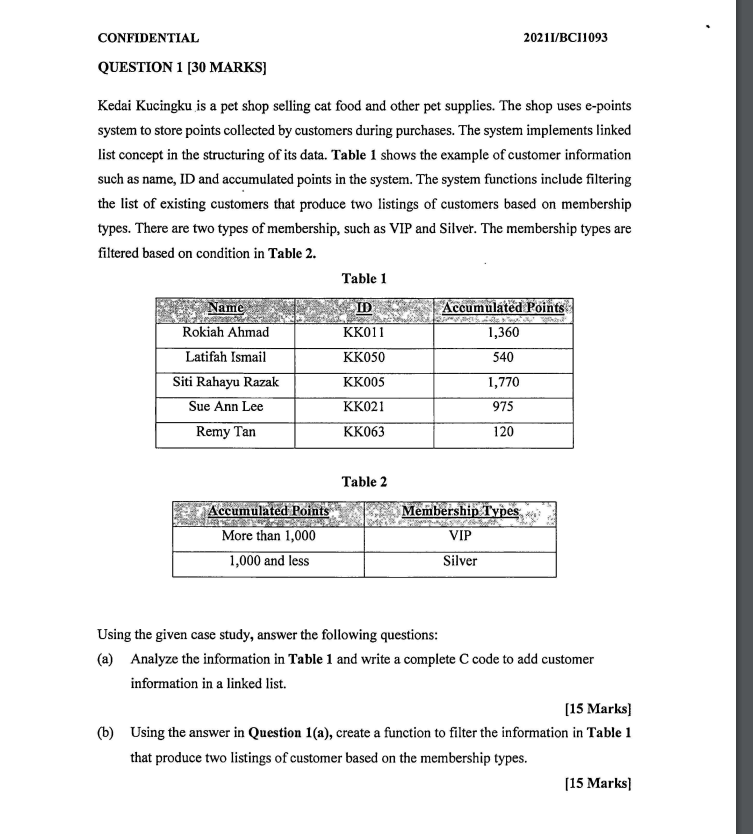 CONFIDENTIAL 20211/BCI1093
QUESTION 1 [30 MARKS]
Kedai Kucingku is a pet shop selling cat food and other pet supplies. The shop uses e-points
system to store points collected by customers during purchases. The system implements linked
list concept in the structuring of its data. Table 1 shows the example of customer information
such as name, ID and accumulated points in the system. The system functions include filtering
the list of existing customers that produce two listings of customers based on membership
types. There are two types of membership, such as VIP and Silver. The membership types are
filtered based on condition in Table 2.
Table 1
Name ID Accumulated Points
Rokiah Ahmad KK011 1,360
Latifah Ismail KK050 540
Siti Rahayu Razak KK005 1,770
Sue Ann Lee KK021 975
Remy Tan KK063 120
Table 2
Accumulated Points Membership Types
More than 1,000 VIP
1,000 and less Silver
Using the given case study, answer the following questions:
(a) Analyze the information in Table 1 and write a complete C code to add customer
information in a linked list.
[15 Marks]
(b) Using the answer in Question 1(a), create a function to filter the information in Table 1
that produce two listings of customer based on the membership types.
[15 Marks]